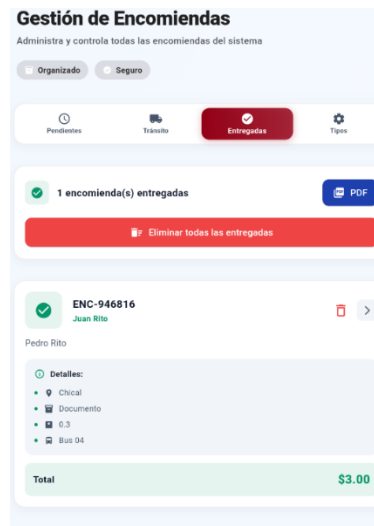 Gestión de Encomiendas
Administra y controla todas las encomiendas del sistema
Organizado Seguro
Pendientes Tránsito Entregadas Tipos
1 encomienda(s) entregadas PDF
Eliminar todas las entregadas
ENC-946816
Juan Rito
Pedro Rito
Detalles:
Chical
Documento
0.3
Bus 04
Total $3.00